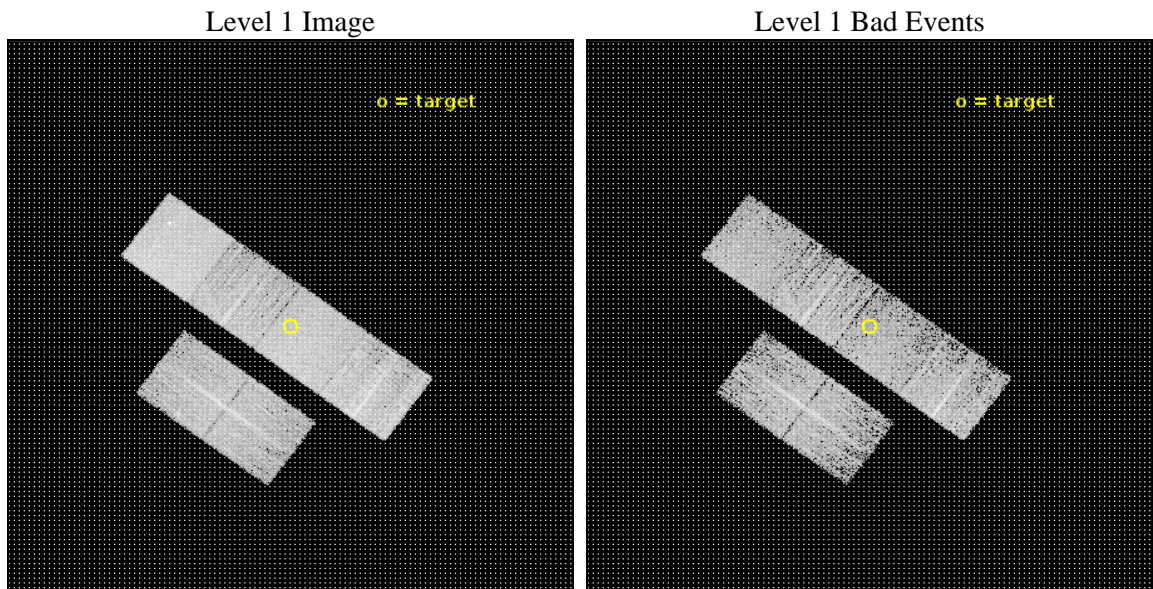 Level 1 Image
Level 1 Bad Events
o = target
o = target